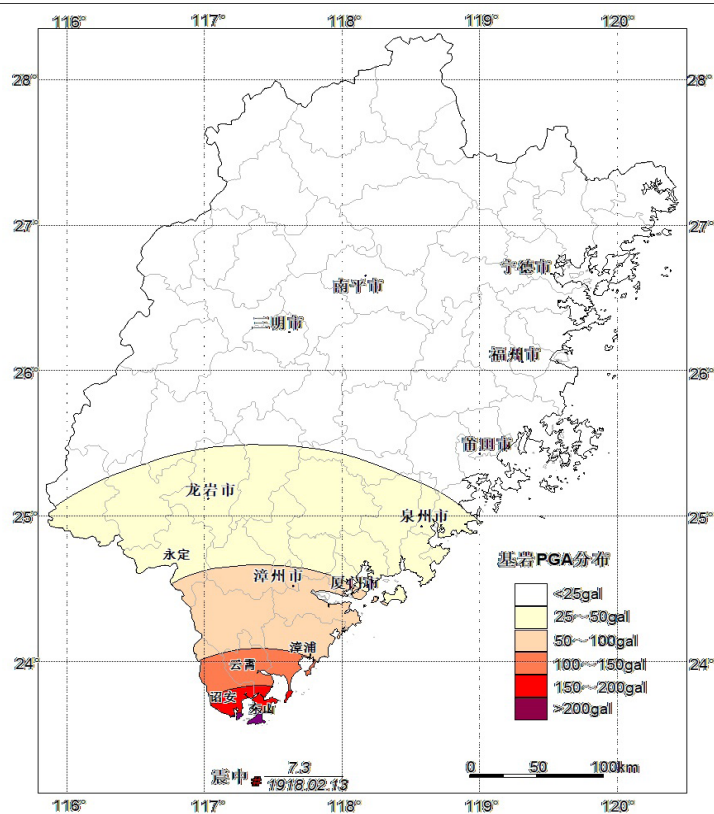 116° 117° 118° 119° 120°
28° 28°
27° 27°
宁德市
南平市
三明市
福州市
26° 26°
莆田市
龙岩市
25° 25°
泉州市
永定
基岩PGA分布
漳州市
厦门市
<25gal
25～50gal
50～100gal
漳浦
24° 24°
云霄
100～150gal
诏安
150～200gal
东山
>200gal
7.3
震中
1918.02.13
0 50 100km
116° 117° 118° 119° 120°